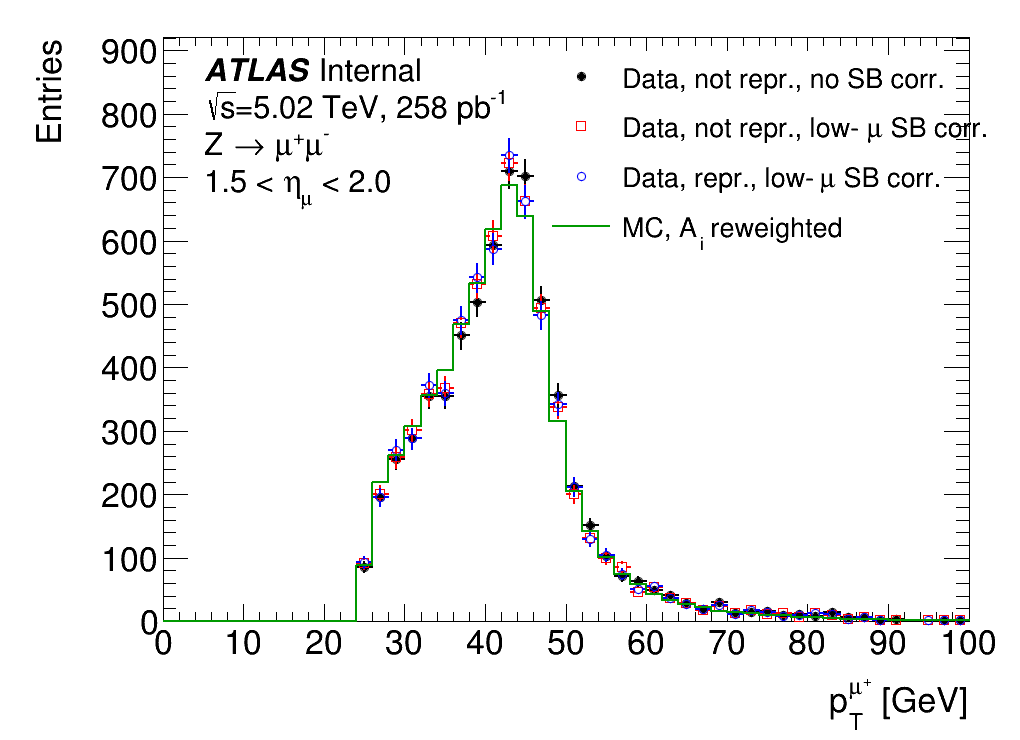 Entries
900
800
700
600
500
400
300
200
100
0
ATLAS Internal
√s=5.02 TeV, 258 pb⁻¹
Z → μ⁺μ⁻
1.5 < η_μ < 2.0
Data, not repr., no SB corr.
Data, not repr., low- μ SB corr.
Data, repr., low- μ SB corr.
MC, A_i reweighted
0 10 20 30 40 50 60 70 80 90 100
p_T^μ⁺ [GeV]